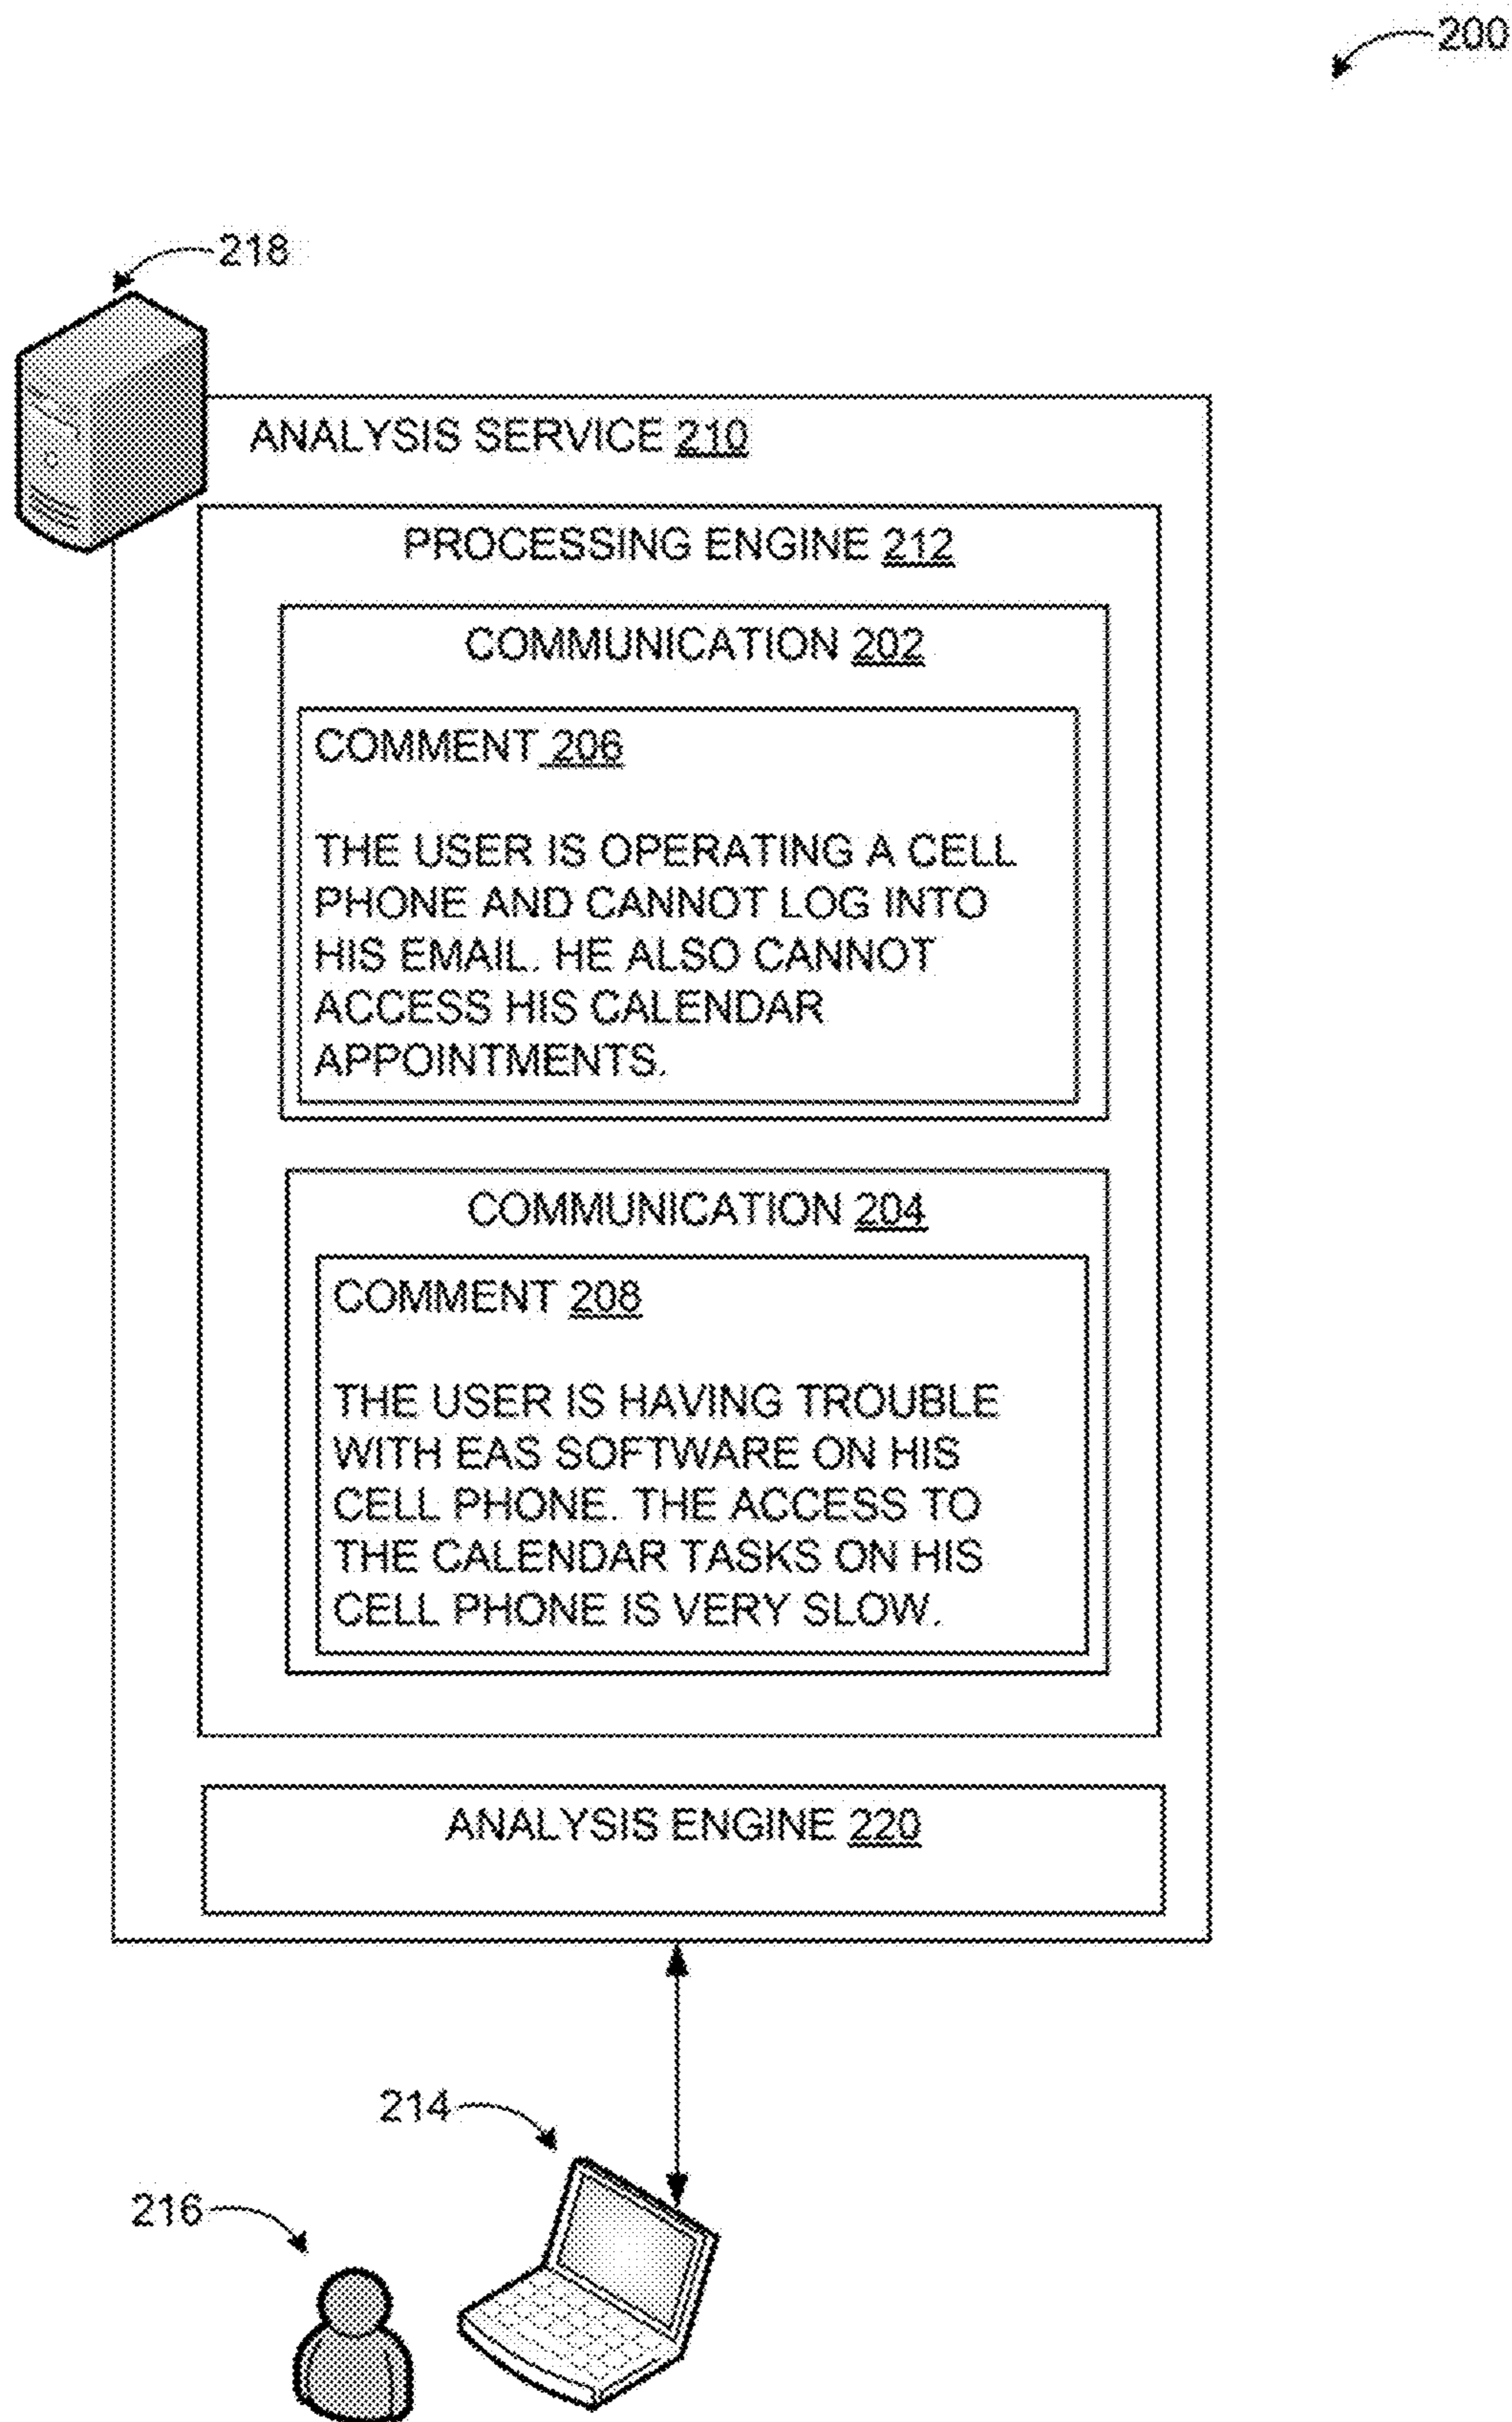 200
218
ANALYSIS SERVICE 210
PROCESSING ENGINE 212
COMMUNICATION 202
COMMENT 206
THE USER IS OPERATING A CELL
PHONE AND CANNOT LOG INTO
HIS EMAIL. HE ALSO CANNOT
ACCESS HIS CALENDAR
APPOINTMENTS.
COMMUNICATION 204
COMMENT 208
THE USER IS HAVING TROUBLE
WITH EAS SOFTWARE ON HIS
CELL PHONE. THE ACCESS TO
THE CALENDAR TASKS ON HIS
CELL PHONE IS VERY SLOW.
ANALYSIS ENGINE 220
214
216